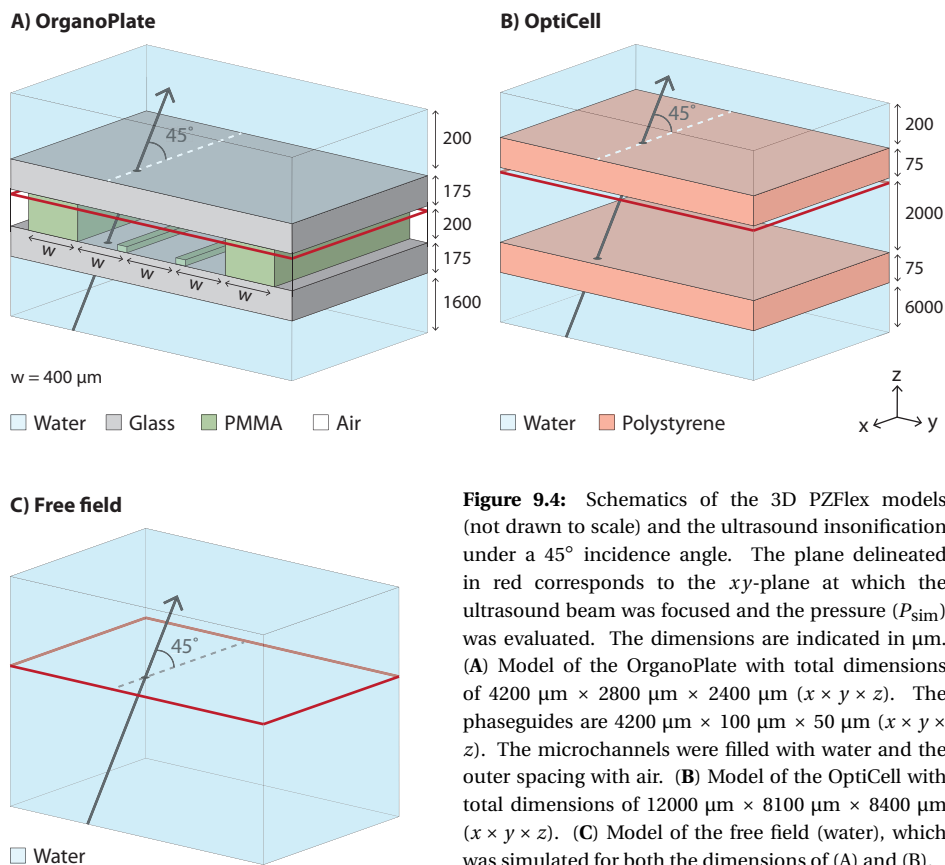 A) OrganoPlate
45°
200
175
200
175
1600
w
w
w
w
w
w = 400 μm
Water Glass PMMA Air
B) OptiCell
45°
200
75
2000
75
6000
Water Polystyrene
z
x y
C) Free field
45°
Water
Figure 9.4: Schematics of the 3D PZFlex models
(not drawn to scale) and the ultrasound insonification
under a 45° incidence angle. The plane delineated
in red corresponds to the xy-plane at which the
ultrasound beam was focused and the pressure (Psim)
was evaluated. The dimensions are indicated in μm.
(A) Model of the OrganoPlate with total dimensions
of 4200 μm × 2800 μm × 2400 μm (x × y × z). The
phaseguides are 4200 μm × 100 μm × 50 μm (x × y ×
z). The microchannels were filled with water and the
outer spacing with air. (B) Model of the OptiCell with
total dimensions of 12000 μm × 8100 μm × 8400 μm
(x × y × z). (C) Model of the free field (water), which
was simulated for both the dimensions of (A) and (B).